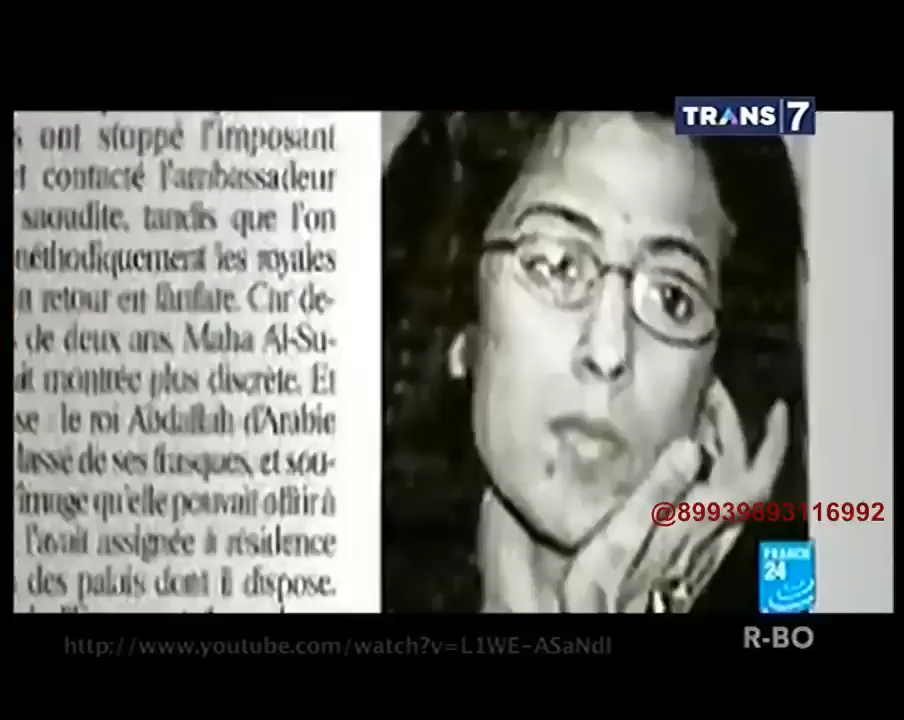 TRANS 7
s ont stoppé l'imposant
t contacté l'ambassadeur
saoudite, tandis que l'on
néthodiquement les royales
n retour en fanfare. Car de-
de deux ans, Maha Al-Su-
it montrée plus discrète. Et
se : le roi Abdallah d'Arabie
lassé de ses frasques, et sou-
image qu'elle pouvait offrir à
l'avait assignée à résidence
des palais dont il dispose.
@89939893116992
FRANCE
24
http://www.youtube.com/watch?v=L1WE-ASaNdI
R-BO